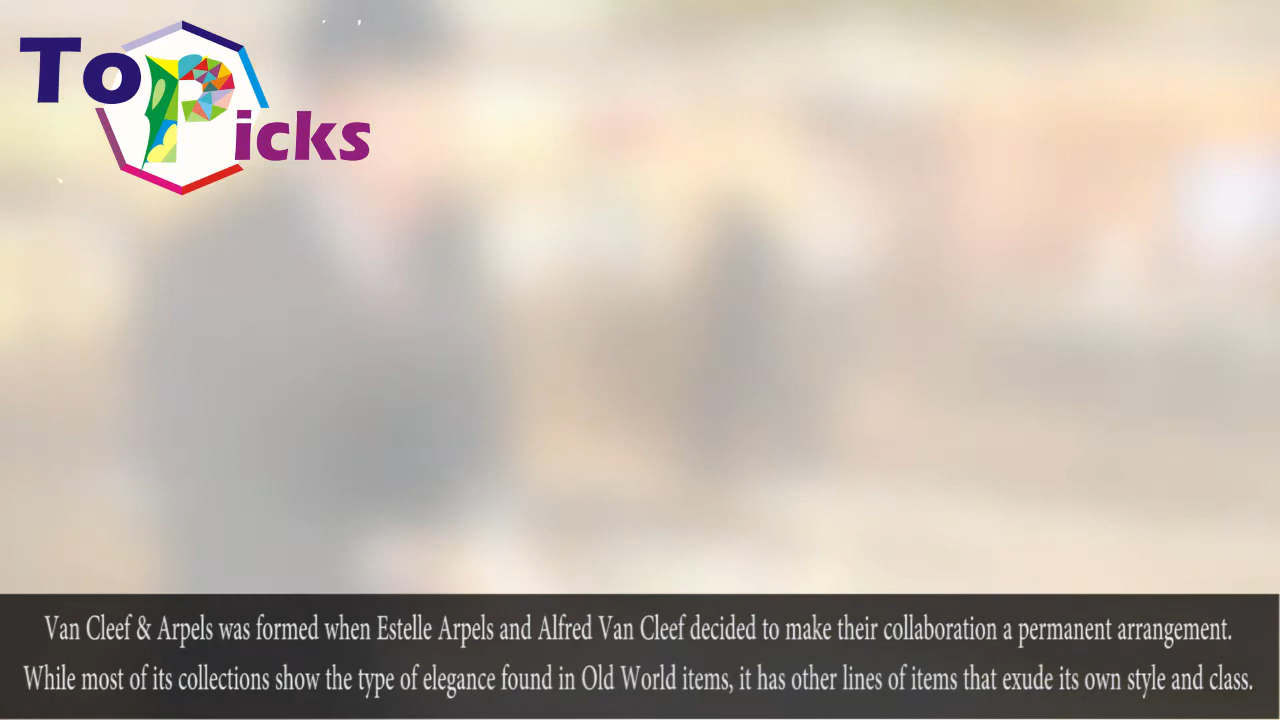 ToPicks
Van Cleef & Arpels was formed when Estelle Arpels and Alfred Van Cleef decided to make their collaboration a permanent arrangement.
While most of its collections show the type of elegance found in Old World items, it has other lines of items that exude its own style and class.